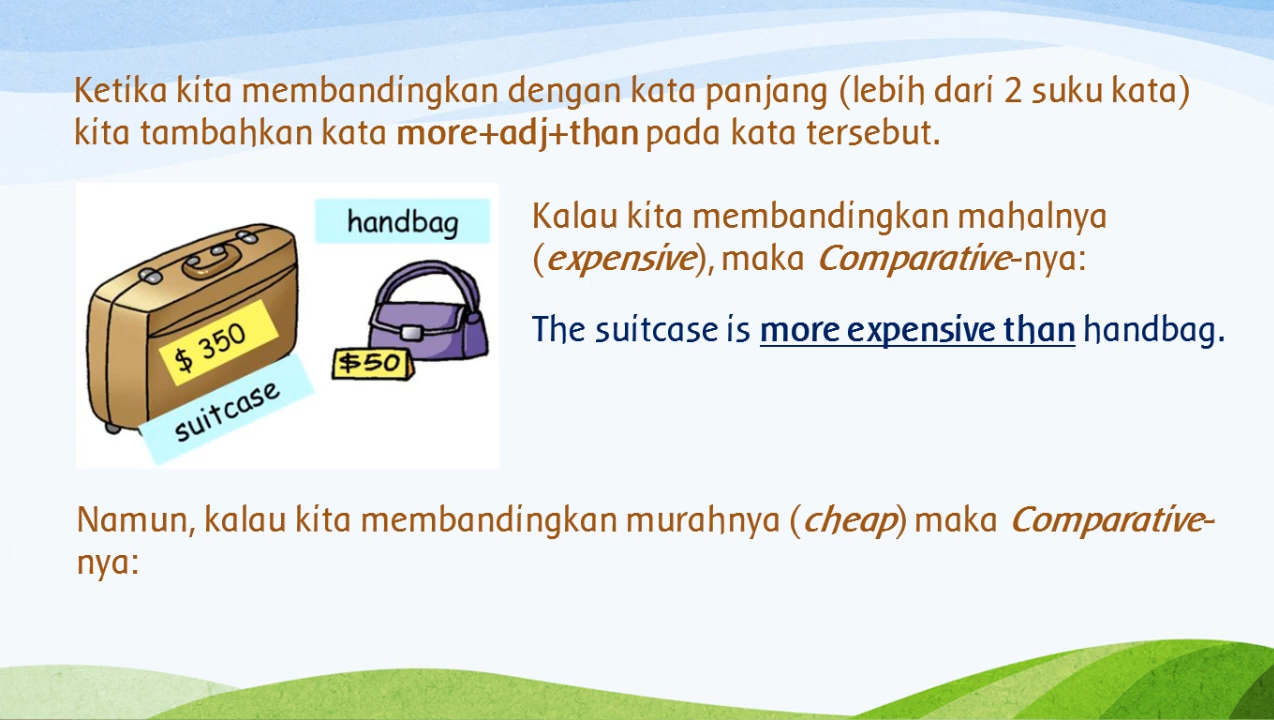 Ketika kita membandingkan dengan kata panjang (lebih dari 2 suku kata)
kita tambahkan kata more+adj+than pada kata tersebut.
handbag
$ 350
$50
suitcase
Kalau kita membandingkan mahalnya
(expensive), maka Comparative-nya:
The suitcase is more expensive than handbag.
Namun, kalau kita membandingkan murahnya (cheap) maka Comparative-
nya: